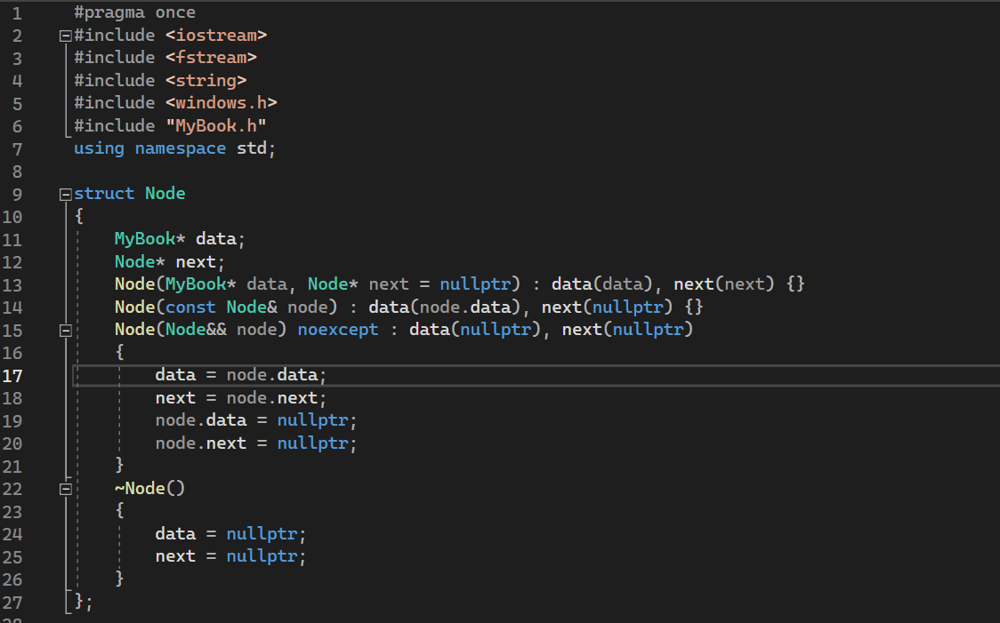 1 #pragma once
2 #include <iostream>
3 #include <fstream>
4 #include <string>
5 #include <windows.h>
6 #include "MyBook.h"
7 using namespace std;
8
9 struct Node
10 {
11 MyBook* data;
12 Node* next;
13 Node(MyBook* data, Node* next = nullptr) : data(data), next(next) {}
14 Node(const Node& node) : data(node.data), next(nullptr) {}
15 Node(Node&& node) noexcept : data(nullptr), next(nullptr)
16 {
17 data = node.data;
18 next = node.next;
19 node.data = nullptr;
20 node.next = nullptr;
21 }
22 ~Node()
23 {
24 data = nullptr;
25 next = nullptr;
26 }
27 };